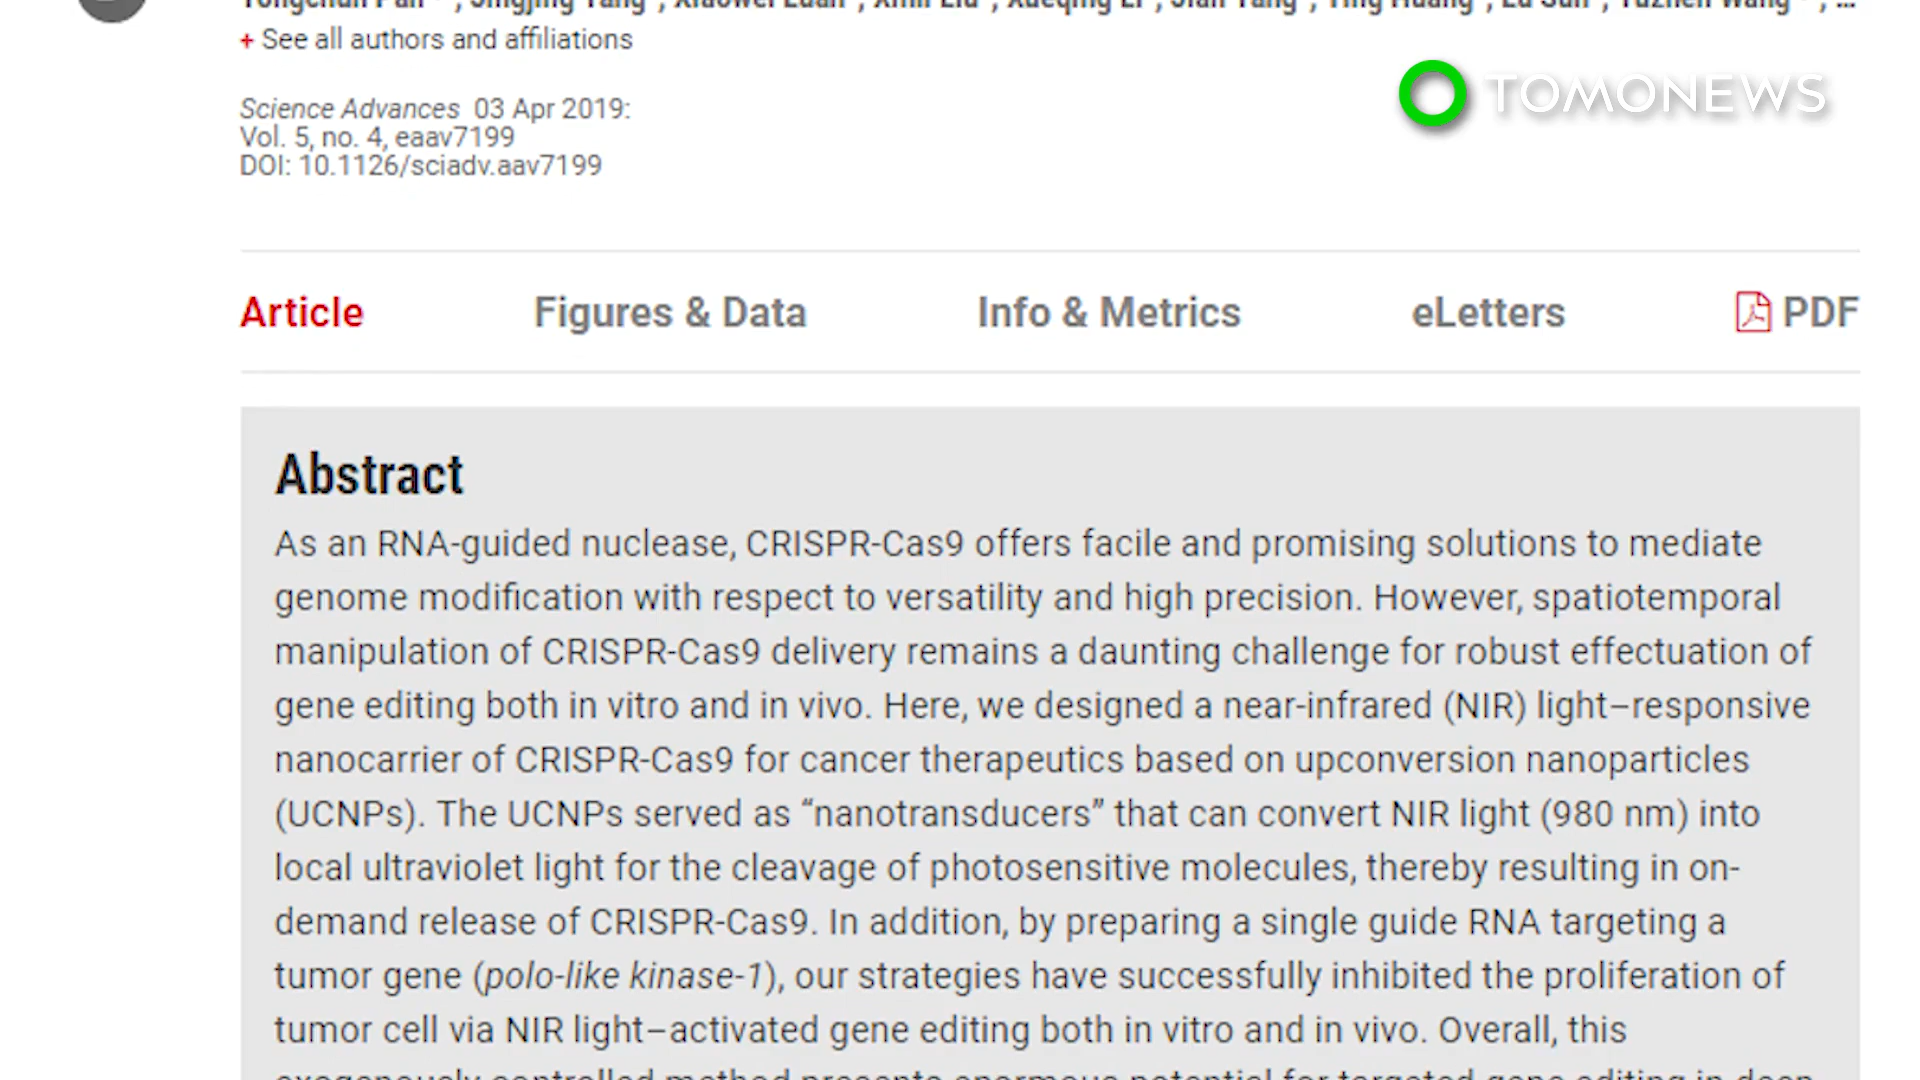 + See all authors and affiliations
TOMONEWS
Science Advances 03 Apr 2019:
Vol. 5, no. 4, eaav7199
DOI: 10.1126/sciadv.aav7199
Article Figures & Data Info & Metrics eLetters PDF
Abstract
As an RNA-guided nuclease, CRISPR-Cas9 offers facile and promising solutions to mediate
genome modification with respect to versatility and high precision. However, spatiotemporal
manipulation of CRISPR-Cas9 delivery remains a daunting challenge for robust effectuation of
gene editing both in vitro and in vivo. Here, we designed a near-infrared (NIR) light–responsive
nanocarrier of CRISPR-Cas9 for cancer therapeutics based on upconversion nanoparticles
(UCNPs). The UCNPs served as “nanotransducers” that can convert NIR light (980 nm) into
local ultraviolet light for the cleavage of photosensitive molecules, thereby resulting in on-
demand release of CRISPR-Cas9. In addition, by preparing a single guide RNA targeting a
tumor gene (polo-like kinase-1), our strategies have successfully inhibited the proliferation of
tumor cell via NIR light–activated gene editing both in vitro and in vivo. Overall, this